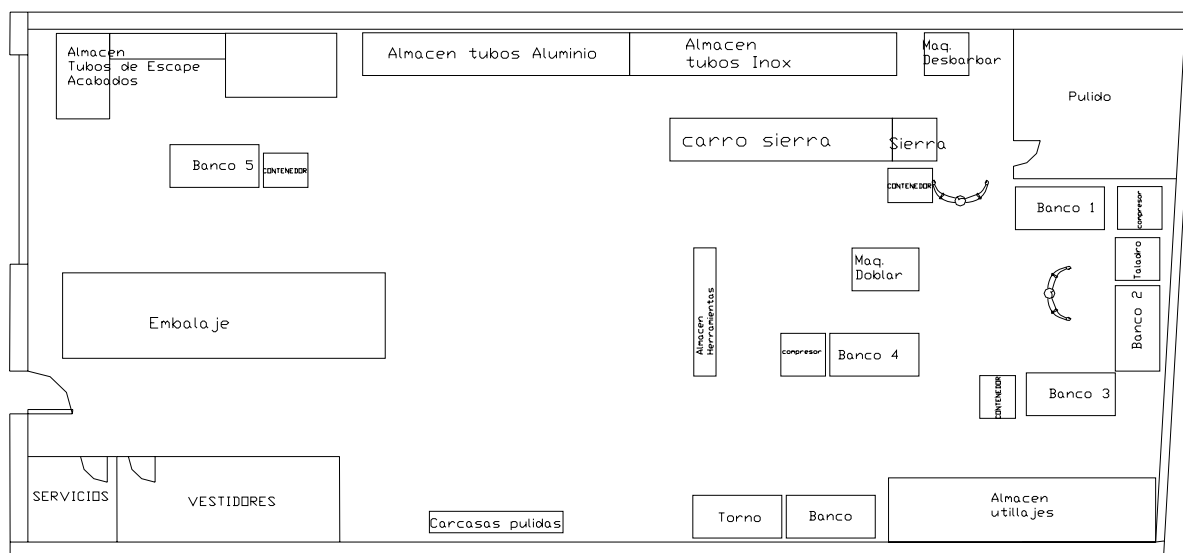 Almacen
Tubos de Escape
Acabados
Almacen tubos Aluminio
Almacen
tubos Inox
Maq.
Desbarbar
Pulido
carro sierra
Sierra
Banco 5
CONTENEDOR
CONTENEDOR
Banco 1
compresor
Taladro
Maq.
Doblar
Banco 2
Almacen
Herramientas
Embalaje
compresor
Banco 4
CONTENEDOR
Banco 3
SERVICIOS
VESTIDORES
Carcasas pulidas
Torno
Banco
Almacen
utillajes